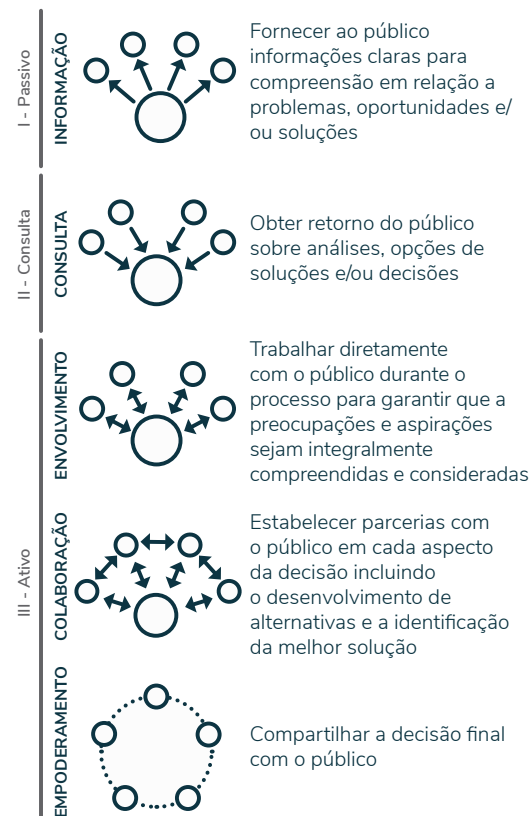 I - Passivo
INFORMAÇÃO
Fornecer ao público
informações claras para
compreensão em relação a
problemas, oportunidades e/
ou soluções
II - Consulta
CONSULTA
Obter retorno do público
sobre análises, opções de
soluções e/ou decisões
III - Ativo
ENVOLVIMENTO
Trabalhar diretamente
com o público durante o
processo para garantir que a
preocupações e aspirações
sejam integralmente
compreendidas e consideradas
COLABORAÇÃO
Estabelecer parcerias com
o público em cada aspecto
da decisão incluindo
o desenvolvimento de
alternativas e a identificação
da melhor solução
EMPODERAMENTO
Compartilhar a decisão final
com o público